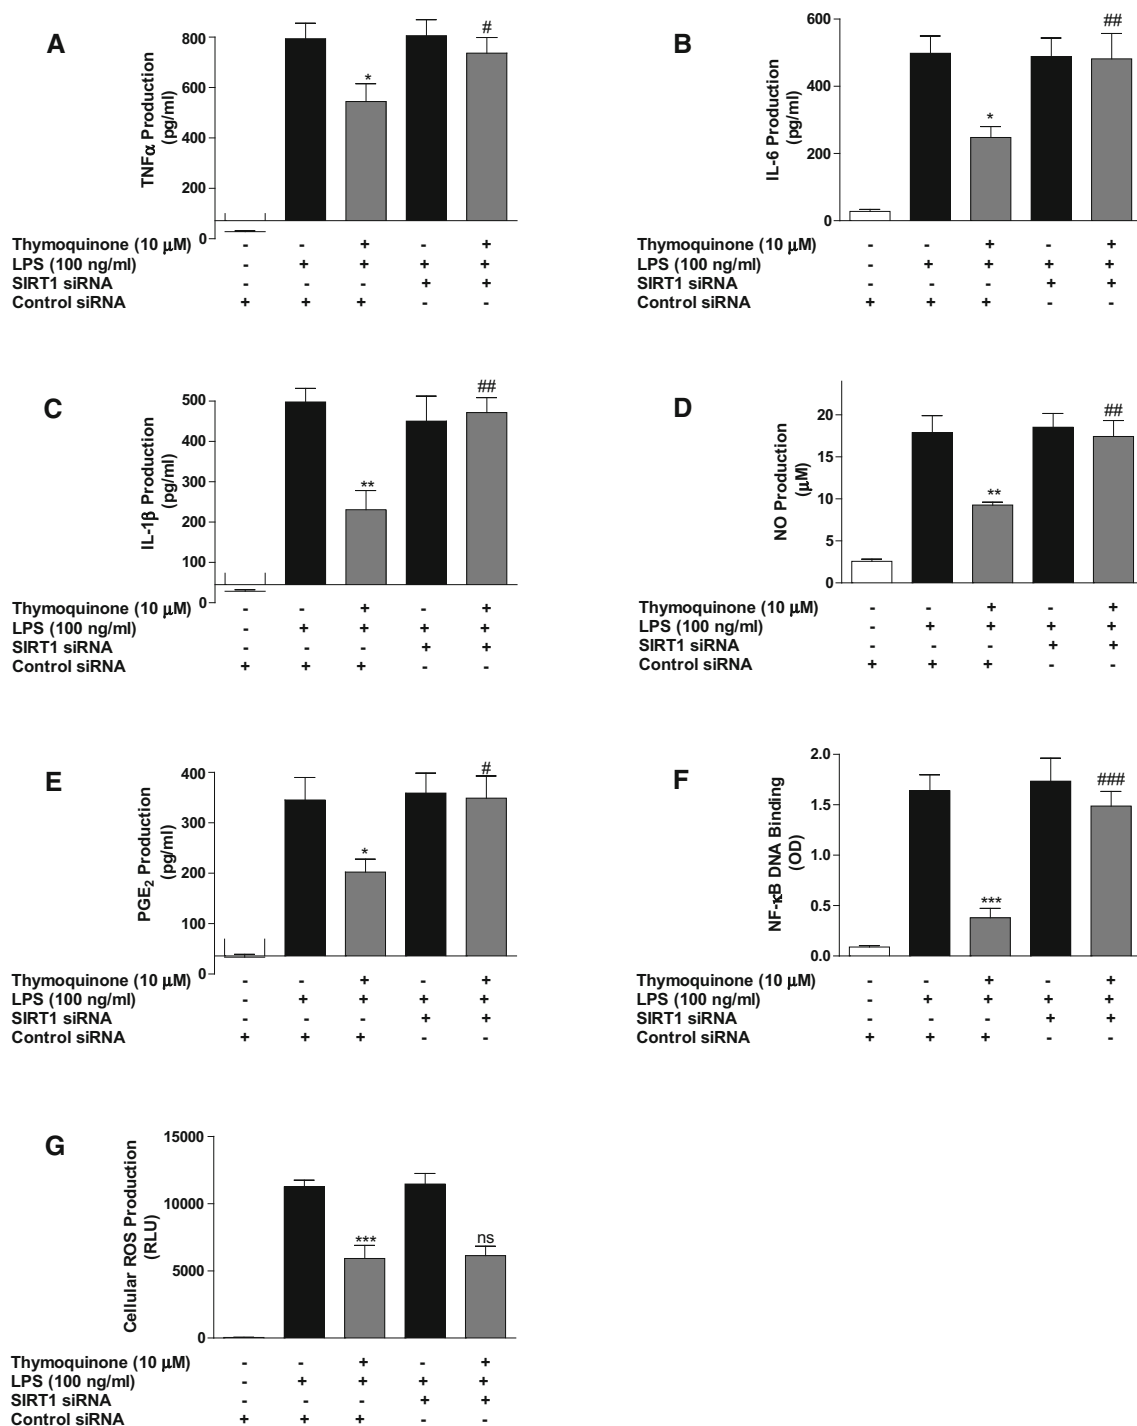 A
TNFα Production
(pg/ml)
800
600
400
200
0
*
#
Thymoquinone (10 μM) - - + - +
LPS (100 ng/ml) - + + + +
SIRT1 siRNA - - - + +
Control siRNA + + + - -
B
IL-6 Production
(pg/ml)
600
400
200
0
*
##
Thymoquinone (10 μM) - - + - +
LPS (100 ng/ml) - + + + +
SIRT1 siRNA - - - + +
Control siRNA + + + - -
C
IL-1β Production
(pg/ml)
500
400
300
200
100
0
**
##
Thymoquinone (10 μM) - - + - +
LPS (100 ng/ml) - + + + +
SIRT1 siRNA - - - + +
Control siRNA + + + - -
D
NO Production
(μM)
20
15
10
5
0
**
##
Thymoquinone (10 μM) - - + - +
LPS (100 ng/ml) - + + + +
SIRT1 siRNA - - - + +
Control siRNA + + + - -
E
PGE2 Production
(pg/ml)
400
300
200
100
0
*
#
Thymoquinone (10 μM) - - + - +
LPS (100 ng/ml) - + + + +
SIRT1 siRNA - - - + +
Control siRNA + + + - -
F
NF-κB DNA Binding
(OD)
2.0
1.5
1.0
0.5
0.0
***
###
Thymoquinone (10 μM) - - + - +
LPS (100 ng/ml) - + + + +
SIRT1 siRNA - - - + +
Control siRNA + + + - -
G
Cellular ROS Production
(RLU)
15000
10000
5000
0
***
ns
Thymoquinone (10 μM) - - + - +
LPS (100 ng/ml) - + + + +
SIRT1 siRNA - - - + +
Control siRNA + + + - -